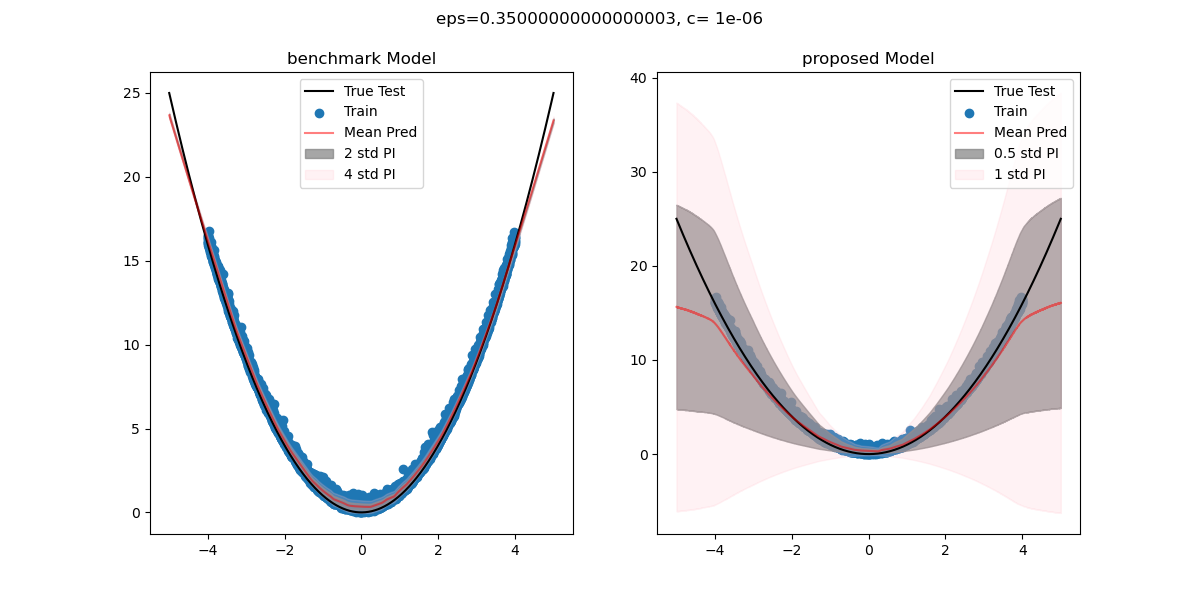 eps=0.35000000000000003, c= 1e-06
benchmark Model
True Test
Train
Mean Pred
2 std PI
4 std PI
25
20
15
10
5
0
−4
−2
0
2
4
proposed Model
True Test
Train
Mean Pred
0.5 std PI
1 std PI
40
30
20
10
0
−4
−2
0
2
4